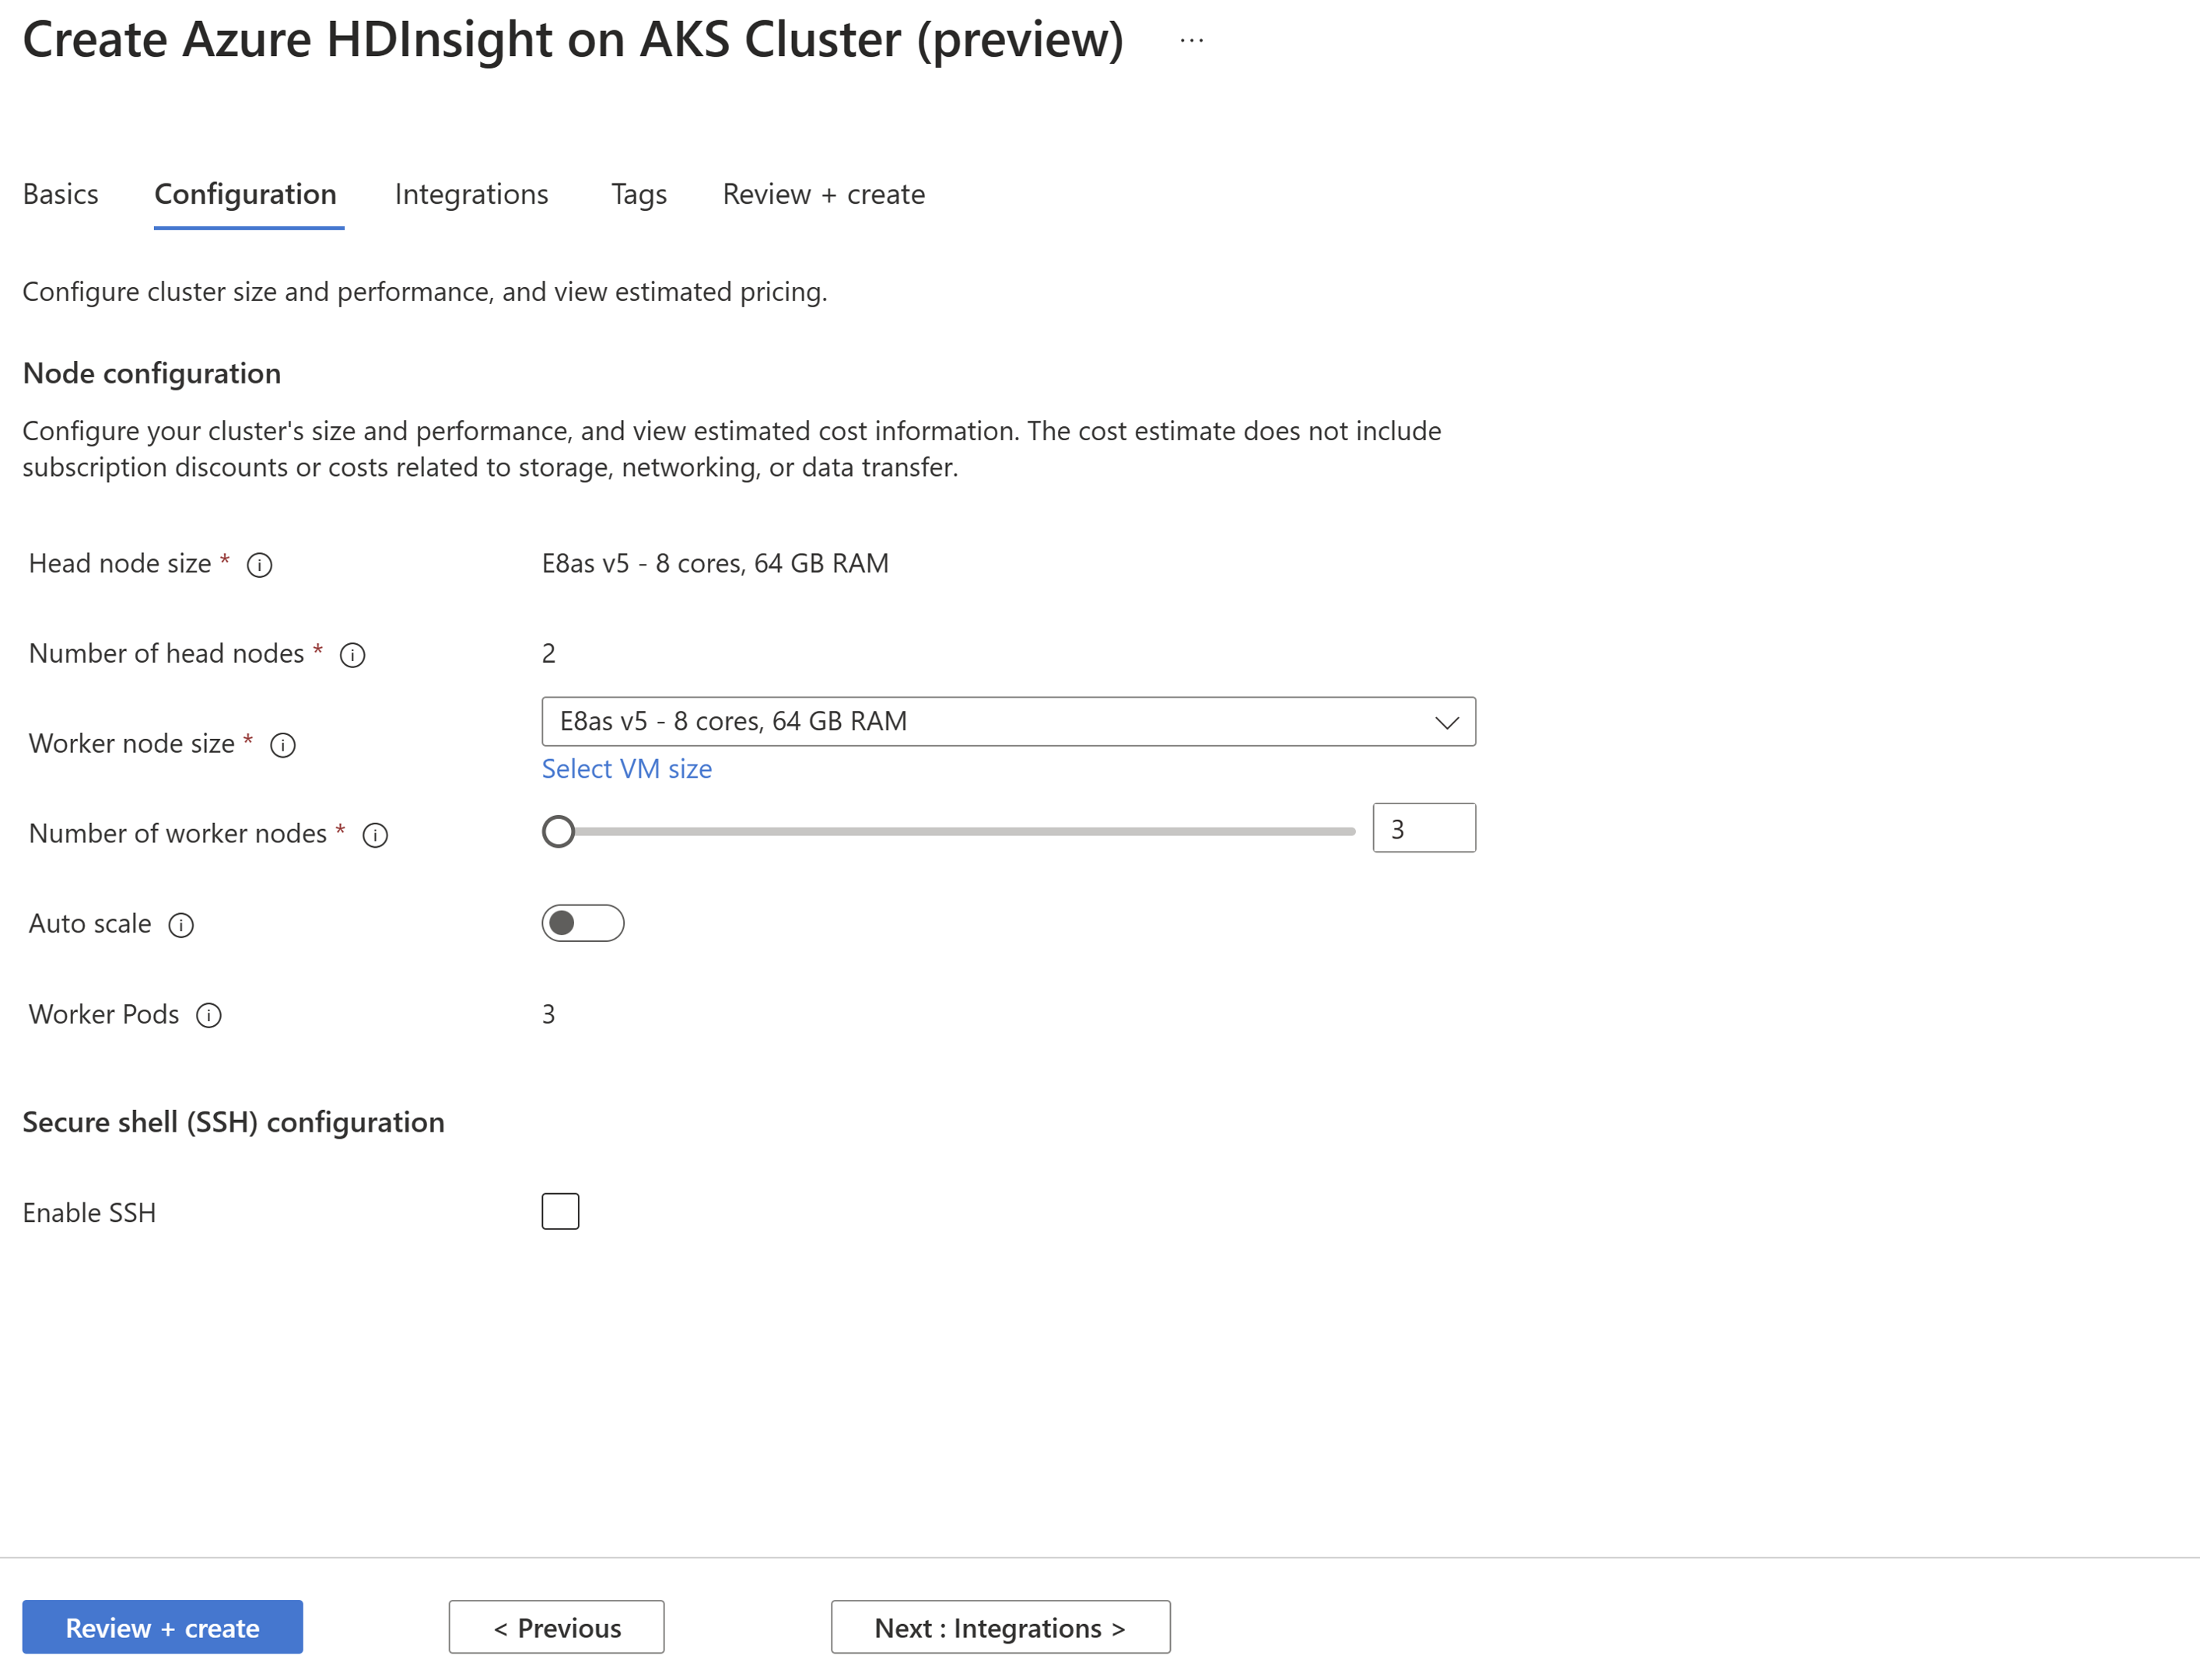 Create Azure HDInsight on AKS Cluster (preview) ...
Basics Configuration Integrations Tags Review + create
Configure cluster size and performance, and view estimated pricing.
Node configuration
Configure your cluster's size and performance, and view estimated cost information. The cost estimate does not include
subscription discounts or costs related to storage, networking, or data transfer.
Head node size * E8as v5 - 8 cores, 64 GB RAM
Number of head nodes * 2
Worker node size * E8as v5 - 8 cores, 64 GB RAM
Select VM size
Number of worker nodes * 3
Auto scale
Worker Pods 3
Secure shell (SSH) configuration
Enable SSH
Review + create < Previous Next : Integrations >